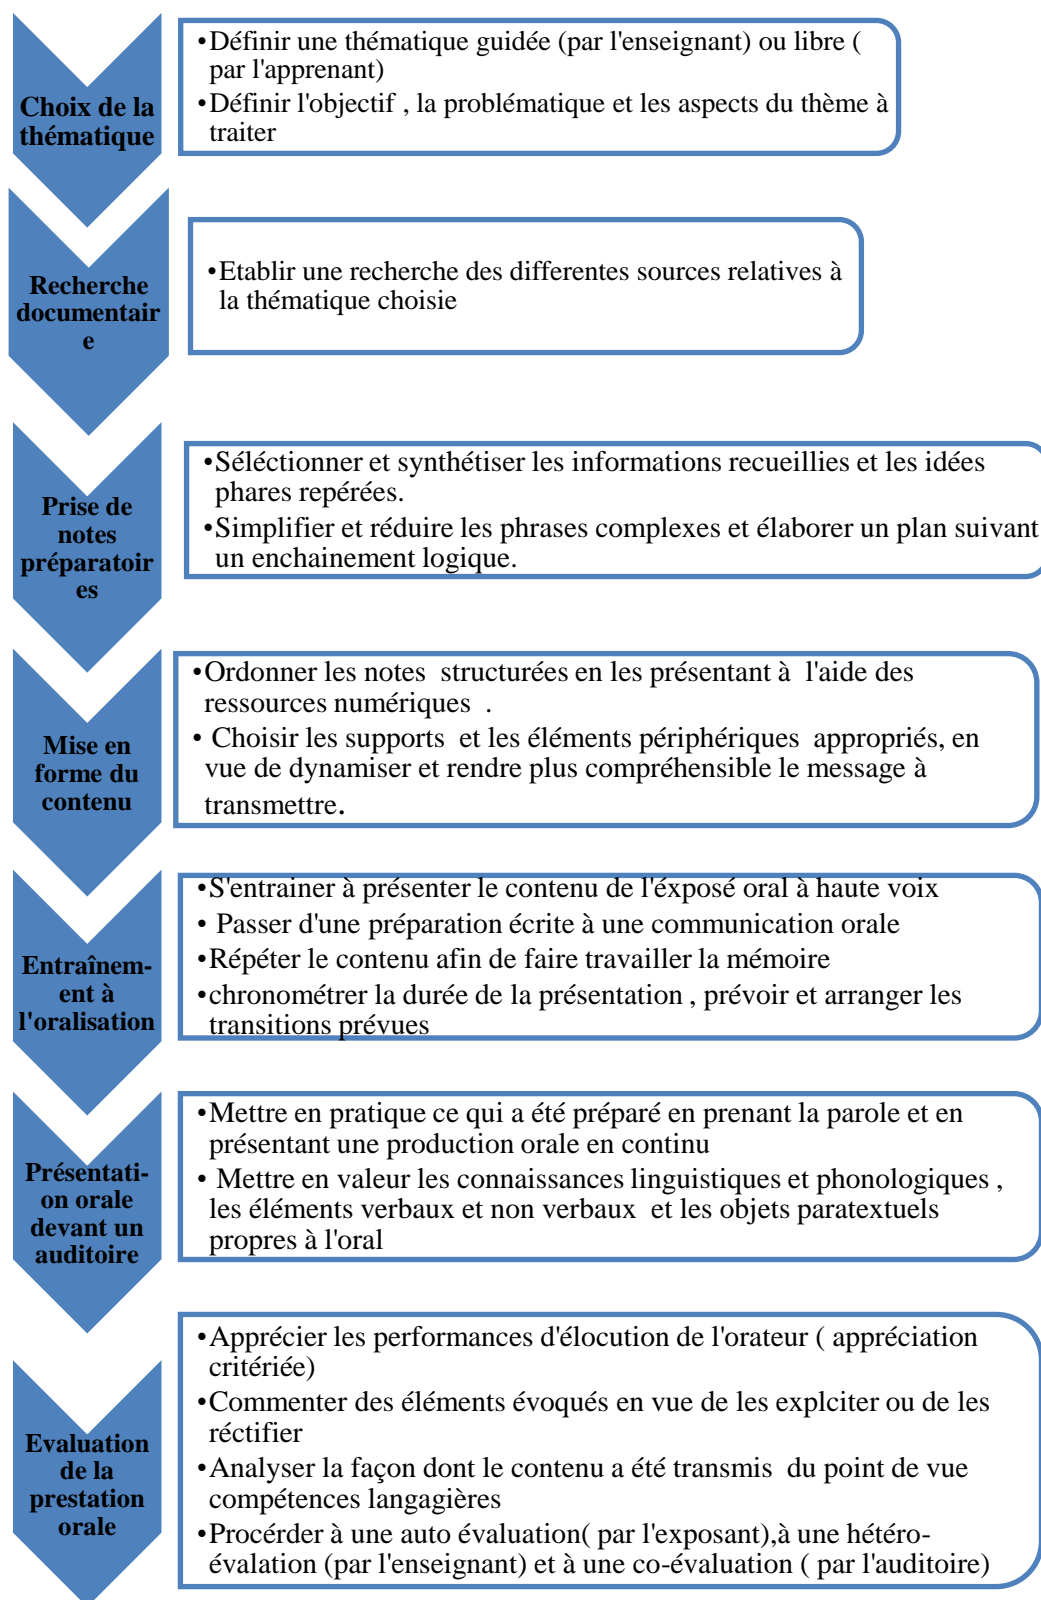 Choix de la
thématique
•Définir une thématique guidée (par l'enseignant) ou libre (
par l'apprenant)
•Définir l'objectif , la problématique et les aspects du thème à
traiter
Recherche
documentair
e
•Etablir une recherche des differentes sources relatives à
la thématique choisie
Prise de
notes
préparatoir
es
•Séléctionner et synthétiser les informations recueillies et les idées
phares repérées.
•Simplifier et réduire les phrases complexes et élaborer un plan suivant
un enchainement logique.
Mise en
forme du
contenu
•Ordonner les notes structurées en les présentant à l'aide des
ressources numériques .
• Choisir les supports et les éléments périphériques appropriés, en
vue de dynamiser et rendre plus compréhensible le message à
transmettre.
Entraînem-
ent à
l'oralisation
•S'entrainer à présenter le contenu de l'éxposé oral à haute voix
• Passer d'une préparation écrite à une communication orale
•Répéter le contenu afin de faire travailler la mémoire
•chronométrer la durée de la présentation , prévoir et arranger les
transitions prévues
Présentati-
on orale
devant un
auditoire
•Mettre en pratique ce qui a été préparé en prenant la parole et en
présentant une production orale en continu
• Mettre en valeur les connaissances linguistiques et phonologiques ,
les éléments verbaux et non verbaux et les objets paratextuels
propres à l'oral
Evaluation
de la
prestation
orale
•Apprécier les performances d'élocution de l'orateur ( appréciation
critériée)
•Commenter des éléments évoqués en vue de les explciter ou de les
réctifier
•Analyser la façon dont le contenu a été transmis du point de vue
compétences langagières
•Procérder à une auto évaluation( par l'exposant),à une hétéro-
évalation (par l'enseignant) et à une co-évaluation ( par l'auditoire)